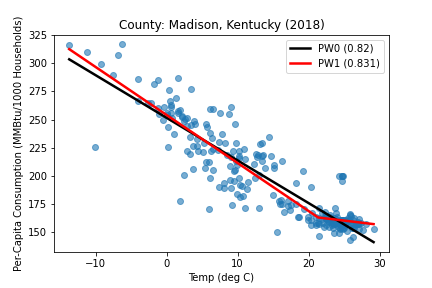 County: Madison, Kentucky (2018)
Per-Capita Consumption (MMBtu/1000 Households)
325
300
275
250
225
200
175
150
PW0 (0.82)
PW1 (0.831)
−10
0
10
20
30
Temp (deg C)